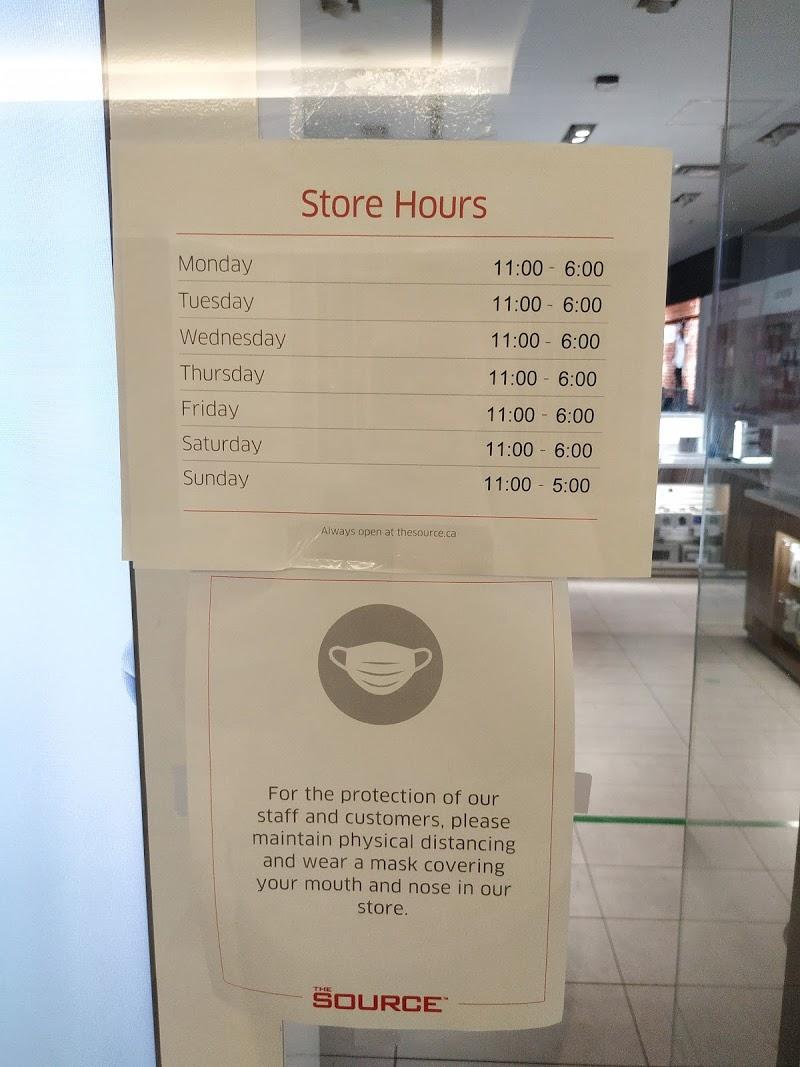 Store Hours
Monday 11:00 - 6:00
Tuesday 11:00 - 6:00
Wednesday 11:00 - 6:00
Thursday 11:00 - 6:00
Friday 11:00 - 6:00
Saturday 11:00 - 6:00
Sunday 11:00 - 5:00
Always open at thesource.ca
For the protection of our
staff and customers, please
maintain physical distancing
and wear a mask covering
your mouth and nose in our
store.
THE
SOURCE™